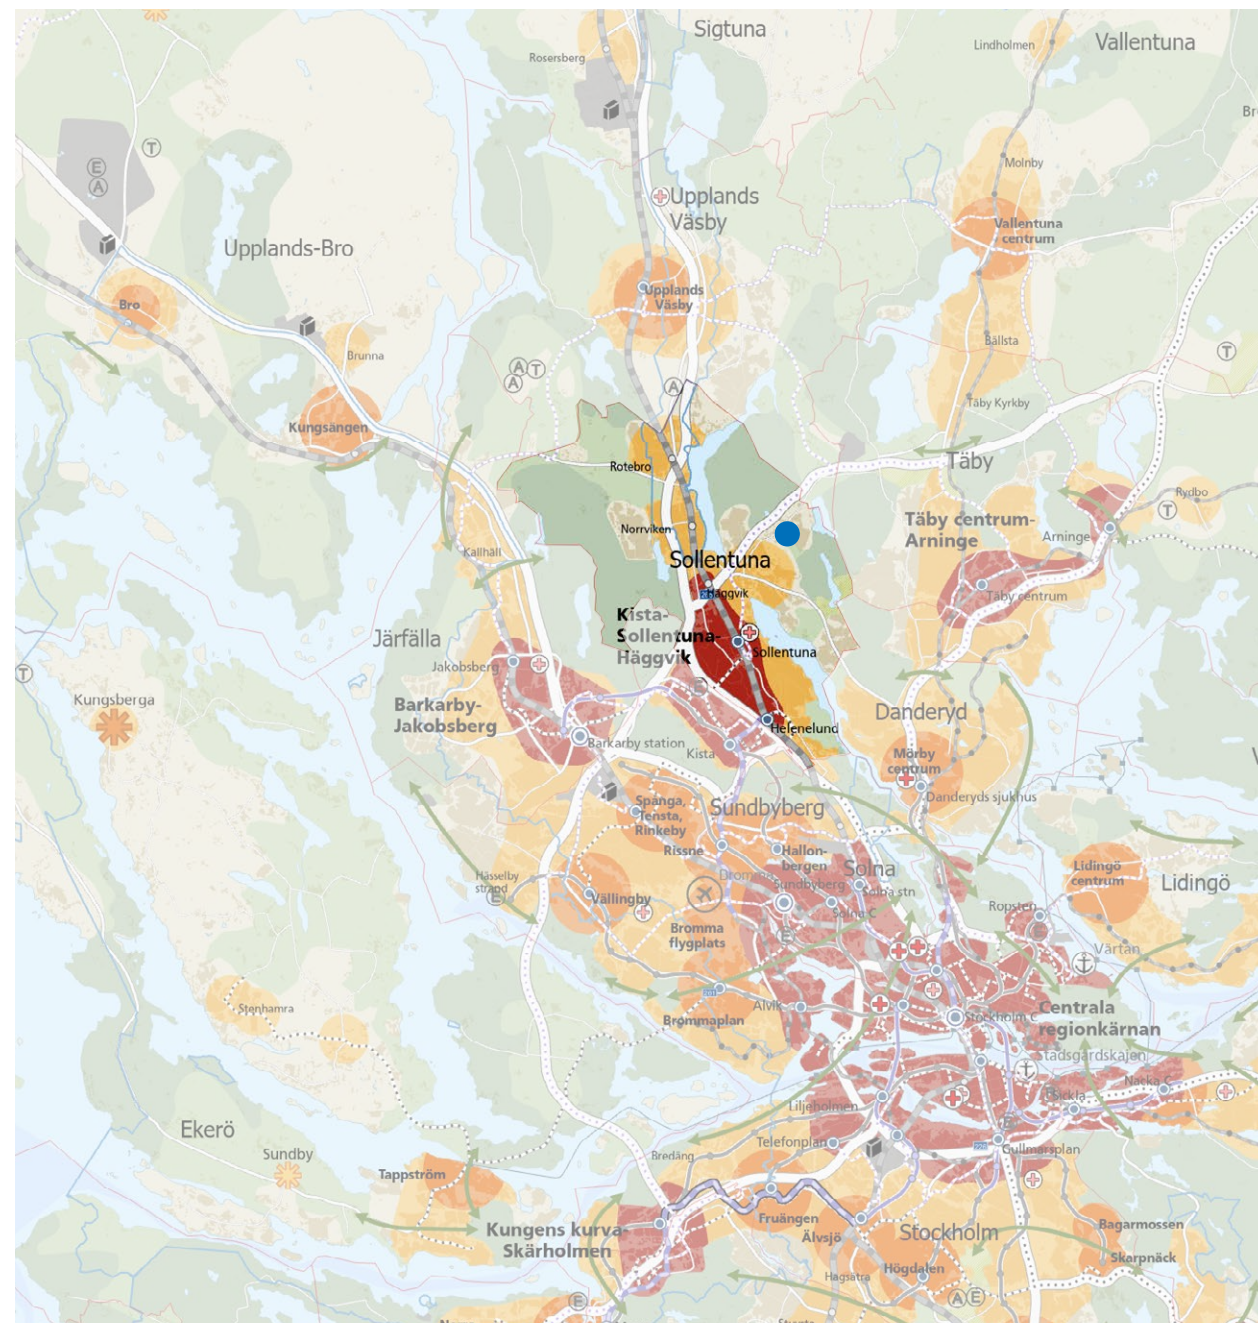 Sigtuna
Vallentuna
Lindholmen
Rosersberg
T
E
A
Molnby
Upplands
Väsby
Vallentuna
centrum
Upplands-Bro
Upplands
Väsby
Bro
Brunna
Bällsta
T
A
T
A
A
Täby Kyrkby
Kungsängen
Täby
Rotebro
Rydbo
T
Täby centrum-
Arninge
Arninge
Norrviken
Kallhäll
Sollentuna
Häggvik
Täby centrum
Kista-
Sollentuna-
Häggvik
Järfälla
Sollentuna
Jakobsberg
T
Kungsberga
E
Barkarby-
Jakobsberg
Danderyd
Helenelund
Barkarby station
Kista
Mörby
centrum
Danderyds sjukhus
Spånga,
Tensta,
Rinkeby
Sundbyberg
Rissne
Hallon-
bergen
Solna
Lidingö
centrum
Lidingö
Hässelby
strand
E
Sundbyberg
Solna stn
Vällingby
Solna C
Ropsten
Bromma
flygplats
E
Värtan
Stenhamra
Alvik
Brommaplan
Stockholm C
Centrala
regionkärnan
Stadsgårdskajen
Nacka C
Sickla
Liljeholmen
Ekerö
Telefonplan
226
Gullmarsplan
Sundby
Bredäng
Tappström
Kungens kurva-
Skärholmen
Fruängen
Älvsjö
Stockholm
Bagarmossen
Skarpnäck
Hagsätra
Högdalen
E
A
E